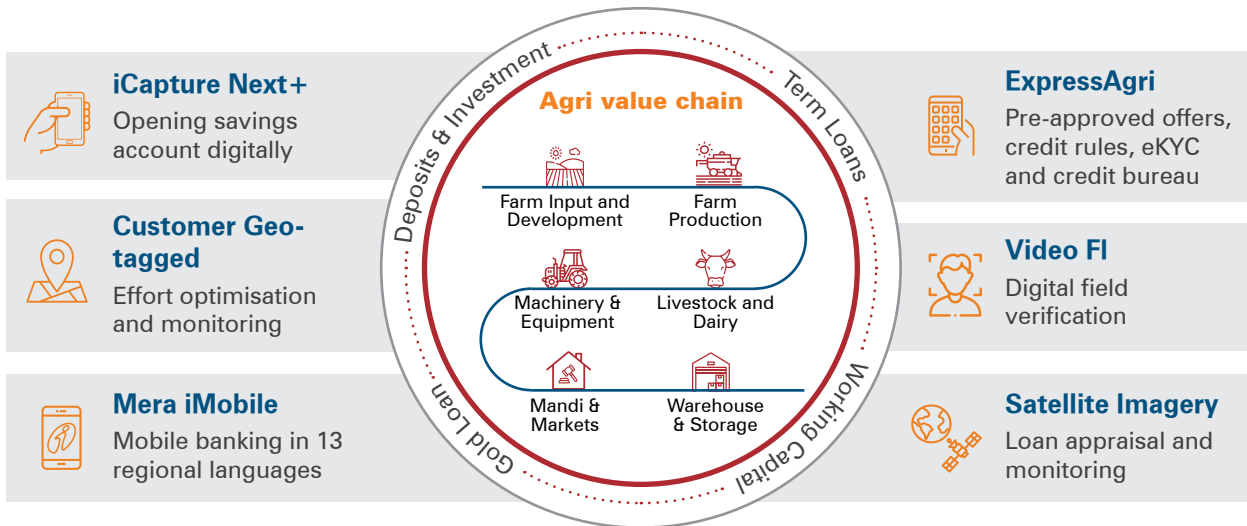 iCapture Next+
Opening savings
account digitally
Customer Geo-
tagged
Effort optimisation
and monitoring
Mera iMobile
Mobile banking in 13
regional languages
Deposits & Investment
Term Loans
Gold Loan
Working Capital
Agri value chain
Farm Input and
Development
Farm
Production
Machinery &
Equipment
Livestock and
Dairy
Mandi &
Markets
Warehouse
& Storage
ExpressAgri
Pre-approved offers,
credit rules, eKYC
and credit bureau
Video FI
Digital field
verification
Satellite Imagery
Loan appraisal and
monitoring